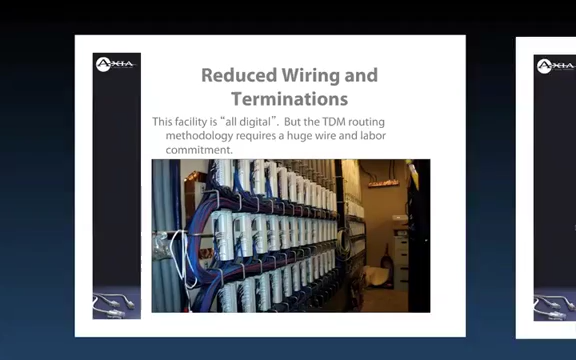 AXIA
Reduced Wiring and
Terminations
This facility is “all digital”. But the TDM routing
methodology requires a huge wire and labor
commitment.
AXIA